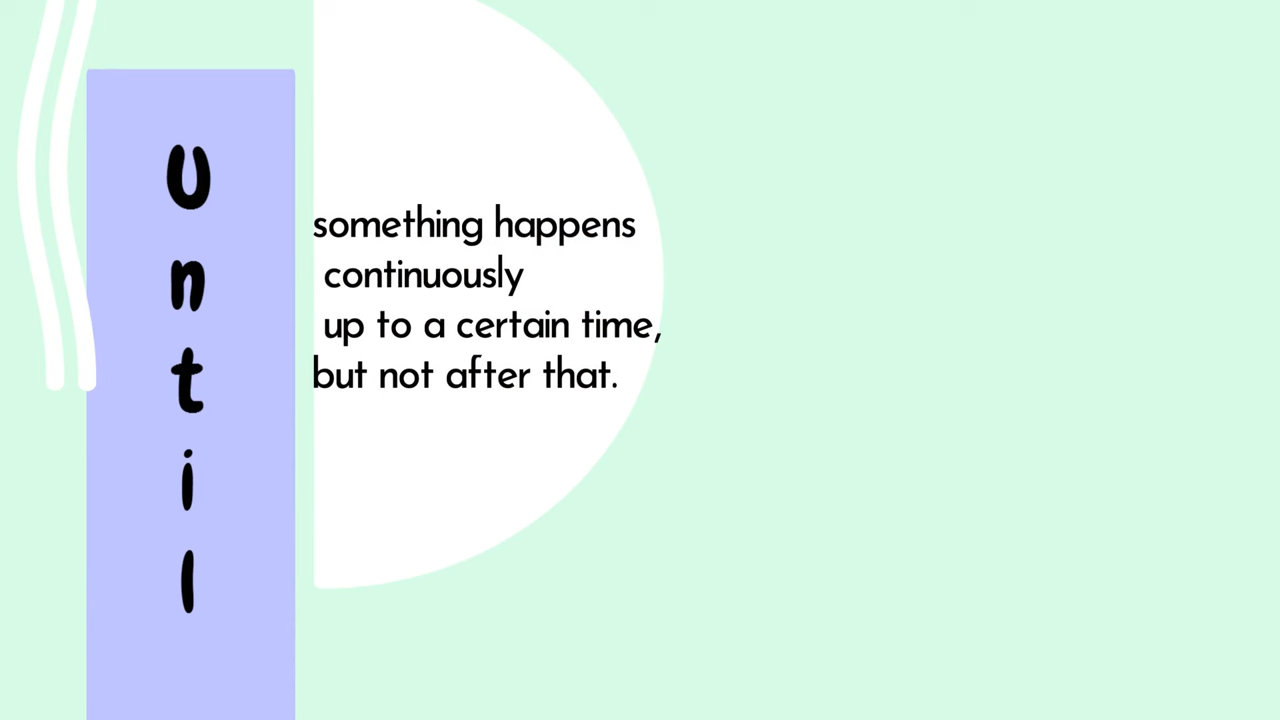 Until
something happens
continuously
up to a certain time,
but not after that.